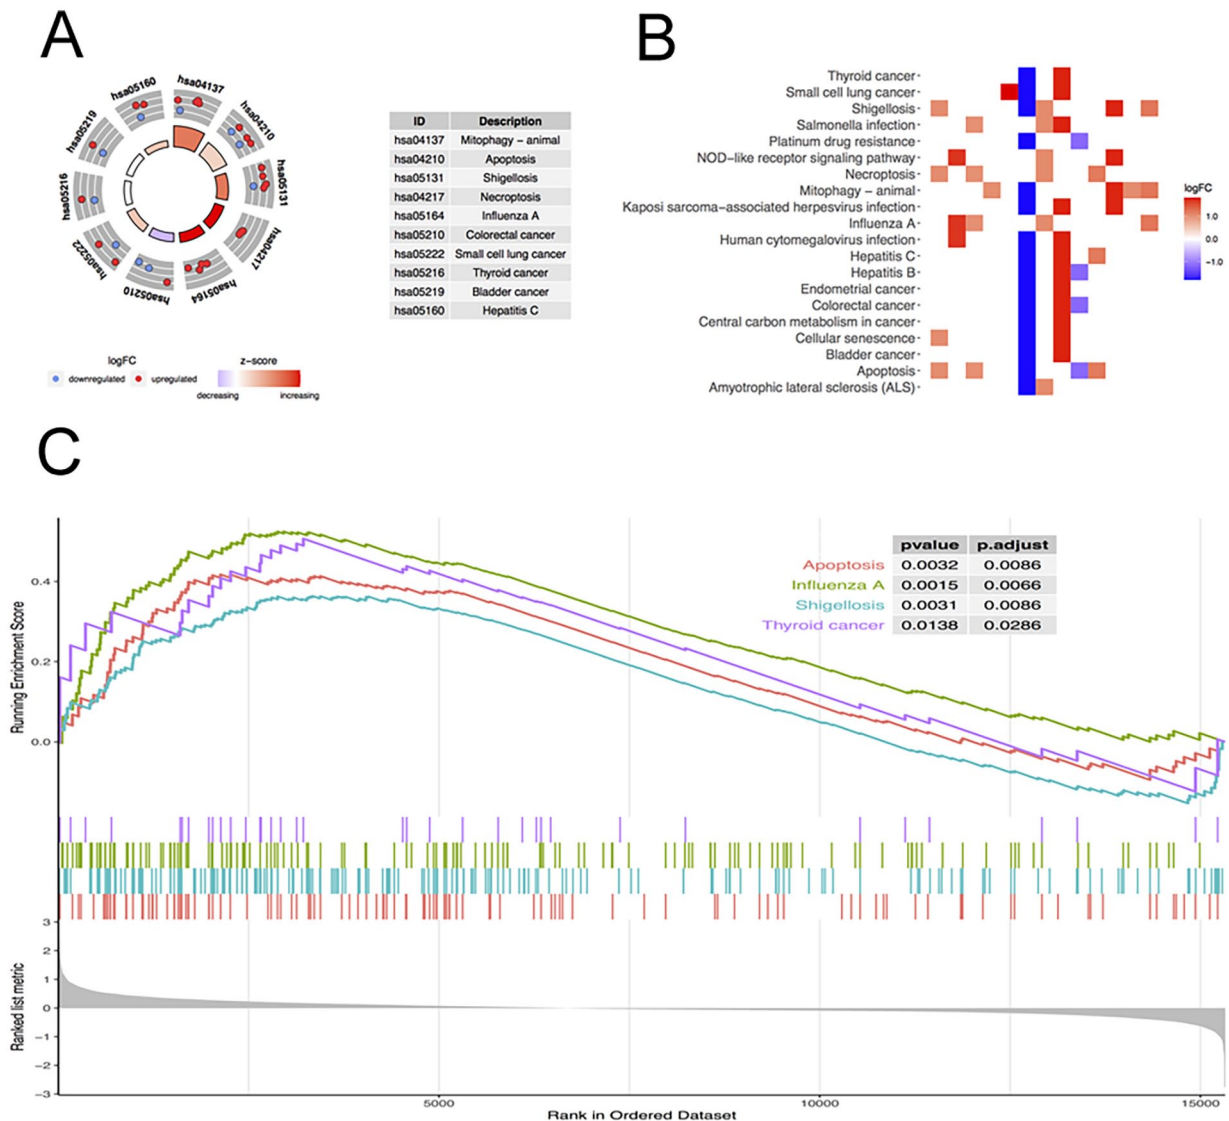 A
hsa05160
hsa04137
hsa05219
hsa04210
hsa05216
hsa05131
hsa05222
hsa04217
hsa05210
hsa05164
logFC
downregulated
upregulated
z-score
decreasing
increasing
ID Description
hsa04137 Mitophagy – animal
hsa04210 Apoptosis
hsa05131 Shigellosis
hsa04217 Necroptosis
hsa05164 Influenza A
hsa05210 Colorectal cancer
hsa05222 Small cell lung cancer
hsa05216 Thyroid cancer
hsa05219 Bladder cancer
hsa05160 Hepatitis C
B
Thyroid cancer
Small cell lung cancer
Shigellosis
Salmonella infection
Platinum drug resistance
NOD–like receptor signaling pathway
Necroptosis
Mitophagy – animal
Kaposi sarcoma–associated herpesvirus infection
Influenza A
Human cytomegalovirus infection
Hepatitis C
Hepatitis B
Endometrial cancer
Colorectal cancer
Central carbon metabolism in cancer
Cellular senescence
Bladder cancer
Apoptosis
Amyotrophic lateral sclerosis (ALS)
logFC
1.0
0.0
−1.0
C
Running Enrichment Score
0.4
0.2
0.0
pvalue p.adjust
Apoptosis 0.0032 0.0086
Influenza A 0.0015 0.0066
Shigellosis 0.0031 0.0086
Thyroid cancer 0.0138 0.0286
Ranked list metric
3
2
1
0
−1
−2
−3
5000 10000 15000
Rank in Ordered Dataset